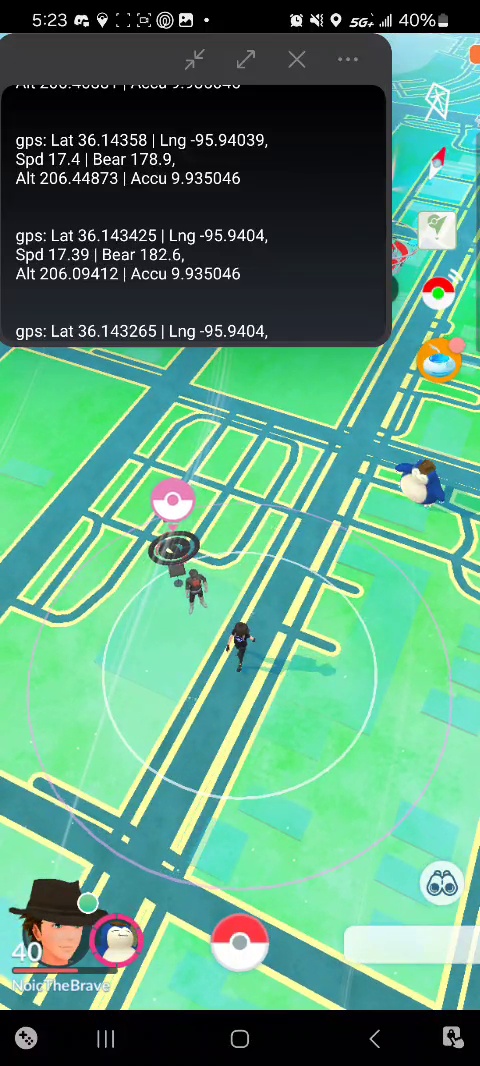 5:23
5G+
40%
Alt 206.40381 | Accu 9.935046
gps: Lat 36.14358 | Lng -95.94039,
Spd 17.4 | Bear 178.9,
Alt 206.44873 | Accu 9.935046
gps: Lat 36.143425 | Lng -95.9404,
Spd 17.39 | Bear 182.6,
Alt 206.09412 | Accu 9.935046
gps: Lat 36.143265 | Lng -95.9404,
40
NoicTheBrave